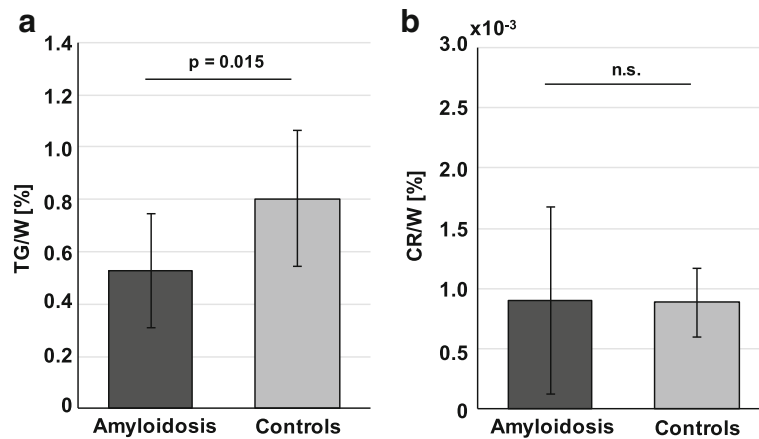 a
TG/W [%]
1.4
1.2
1.0
0.8
0.6
0.4
0.2
0
p = 0.015
Amyloidosis
Controls
b
x10⁻³
CR/W [%]
3.0
2.5
2.0
1.5
1.0
0.5
0
n.s.
Amyloidosis
Controls